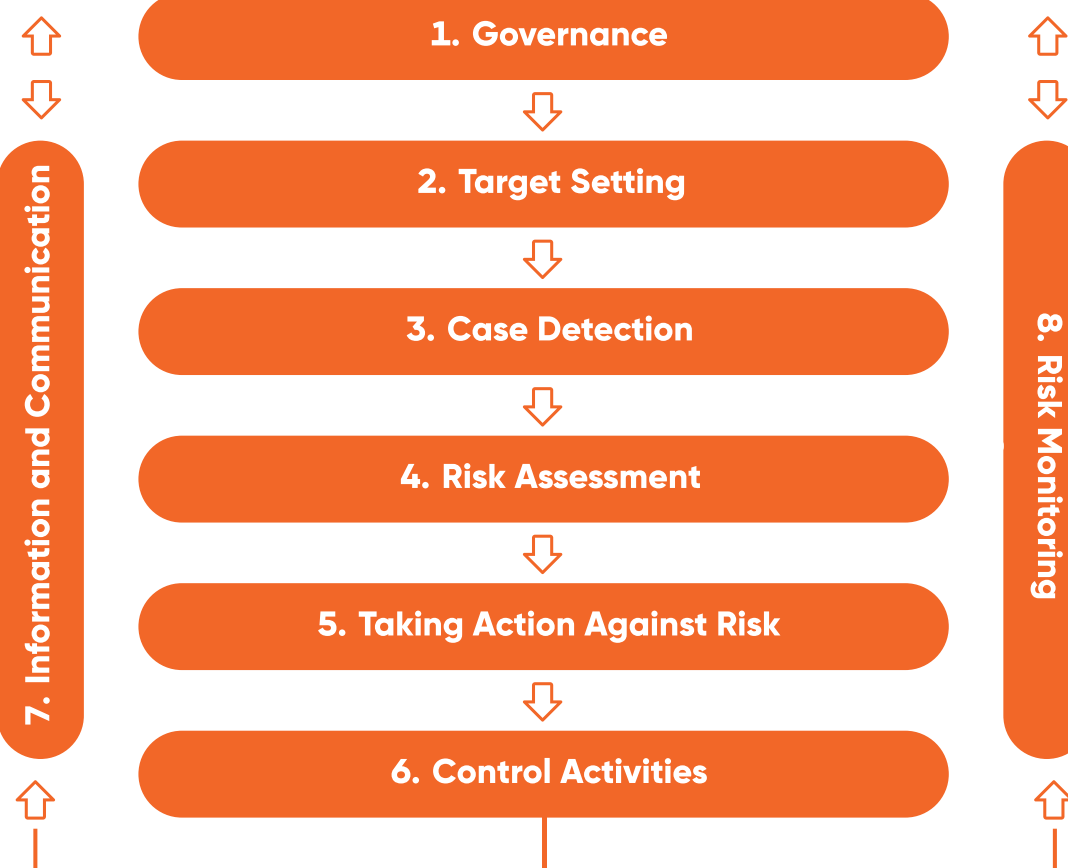 1. Governance
2. Target Setting
3. Case Detection
4. Risk Assessment
5. Taking Action Against Risk
6. Control Activities
7. Information and Communication
8. Risk Monitoring